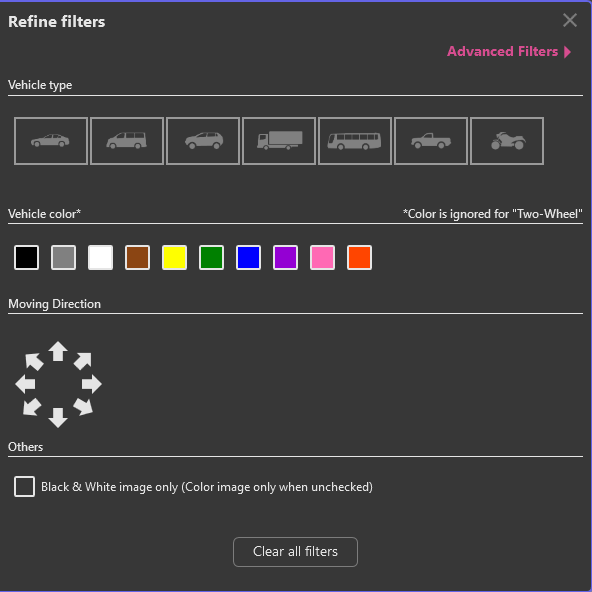 Refine filters
Advanced Filters
Vehicle type
Vehicle color*
*Color is ignored for "Two-Wheel"
Moving Direction
Others
Black & White image only (Color image only when unchecked)
Clear all filters